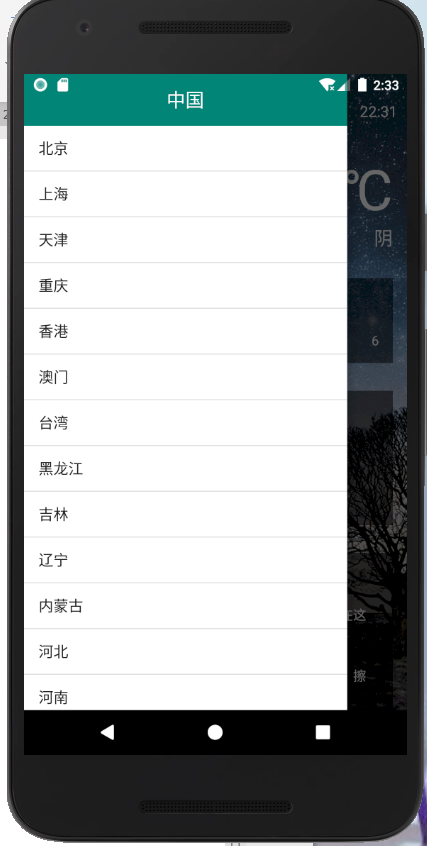 2:33
中国
22:31
℃
阴
北京
上海
天津
重庆
香港
6
澳门
台湾
黑龙江
吉林
辽宁
内蒙古
在这
河北
擦
河南